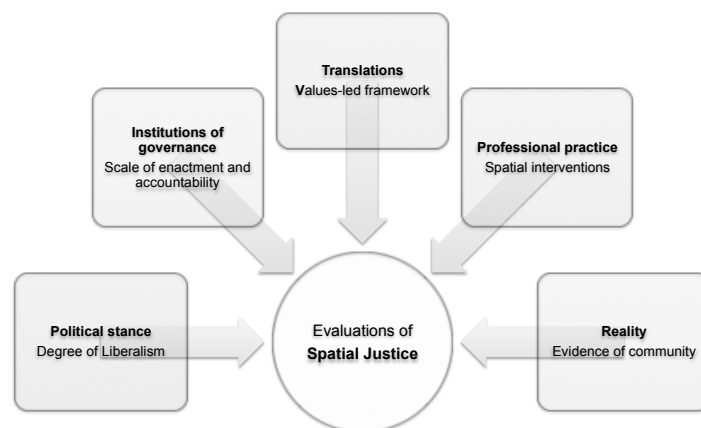 Translations
Values-led framework
Institutions of
governance
Scale of enactment and
accountability
Professional practice
Spatial interventions
Political stance
Degree of Liberalism
Evaluations of
Spatial Justice
Reality
Evidence of community